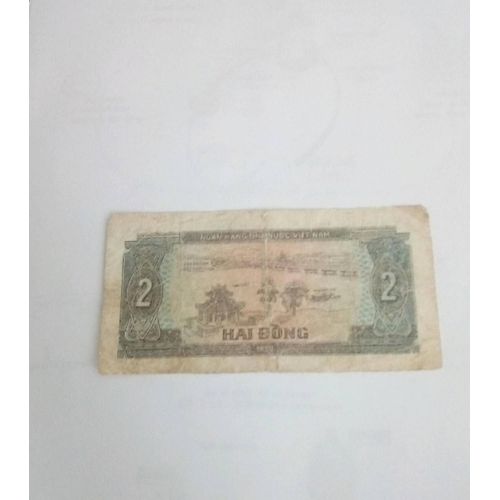 NGÂN HÀNG NHÀ NƯỚC VIỆT NAM
2 2
HAI ĐỒNG